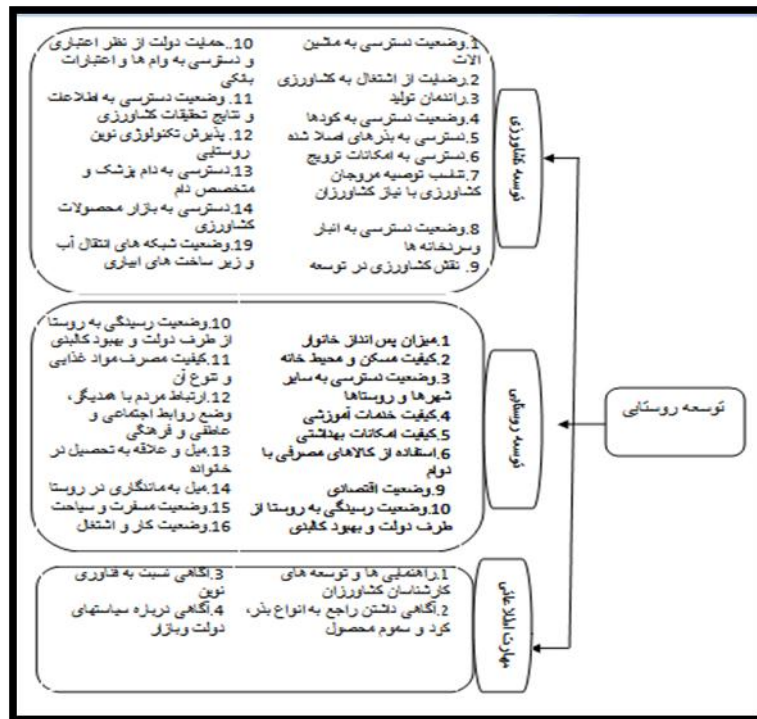 توسعه روستایی
توسعه کشاورزی
1.وضعیت دسترسی به ماشین
الات
2.رضایت از اشتغال به کشاورزی
3.راندمان تولید
4.وضعیت دسترسی به کودها
5.دسترسی به بذرهای اصلا شده
6.دسترسی به امکانات ترویج
7.تناسب توصیه مروجان
کشاورزی با نیاز کشاورزان
8.وضعیت دسترسی به انبار
وسردخانه ها
9. نقش کشاورزی در توسعه
10..حمایت دولت از نظر اعتباری
و دسترسی به وام ها و اعتبارات
بانکی
11. وضعیت دسترسی به اطلاعات
و نتایج تحقیقات کشاورزی
12. پذیرش تکنولوژی نوین
روستایی
13.دسترسی به دام پزشک و
متخصص دام
14.دسترسی به بازار محصولات
کشاورزی
19.وضعیت شبکه های انتقال آب
و زیر ساخت های ابیاری
توسعه روستایی
1.میزان پس انداز خانوار
2.کیفیت مسکن و محیط خانه
3.وضعیت دسترسی به سایر
شهرها و روستاها
4.کیفیت خدمات آموزشی
5.کیفیت امکانات بهداشتی
6.استفاده از کالاهای مصرفی با
دوام
9.وضعیت اقتصادی
10.وضعیت رسیدگی به روستا از
طرف دولت و بهبود کالبدی
10.وضعیت رسیدگی به روستا
از طرف دولت و بهبود کالبدی
11.کیفیت مصرف مواد غذایی
و تنوع آن
12.ارتباط مردم با همدیگر،
وضع روابط اجتماعی و
عاطفی و فرهنگی
13.میل و علاقه به تحصیل در
خانواده
14.میل به ماندگاری در روستا
15.وضعیت مسفرت و سیاحت
16.وضعیت کار و اشتغال
مهارت اطلاعاتی
1.راهنمایی ها و توسعه های
کارشناسان کشاورزان
2.آگاهی داشتن راجع به انواع بذر،
کرد و سموم محصول
3.آگاهی نسبت به فناوری
نوین
4.آگاهی درباره سیاستهای
دولت وبازار